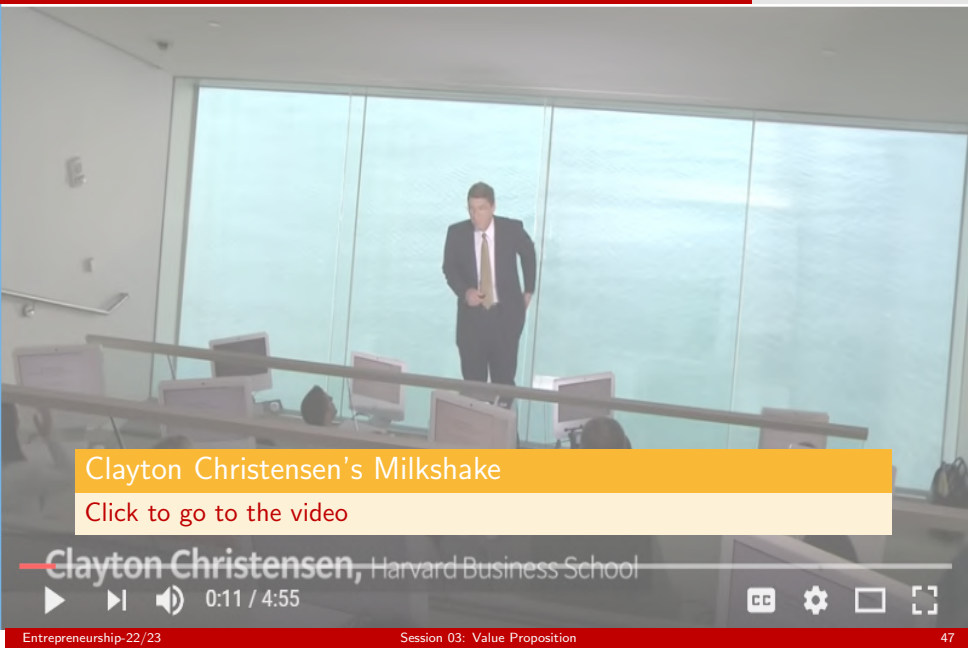 Clayton Christensen's Milkshake
Click to go to the video
Clayton Christensen, Harvard Business School
0:11 / 4:55
CC
Entrepreneurship-22/23 Session 03: Value Proposition 47